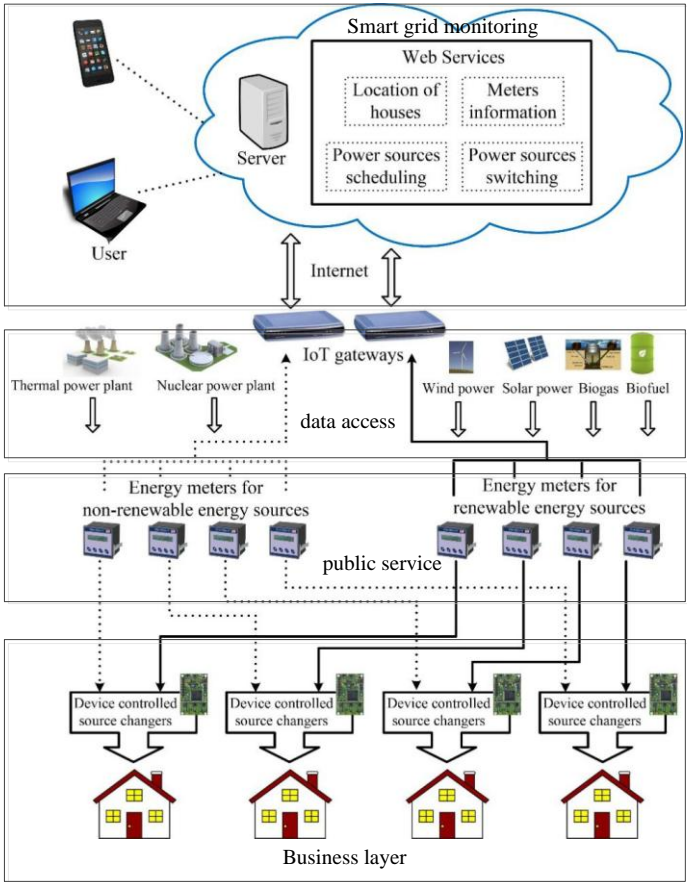 Smart grid monitoring
Web Services
Location of
houses
Meters
information
Server
Power sources
scheduling
Power sources
switching
User
Internet
IoT gateways
Thermal power plant
Nuclear power plant
Wind power
Solar power
Biogas
Biofuel
data access
Energy meters for
non-renewable energy sources
Energy meters for
renewable energy sources
public service
Device controlled
source changers
Device controlled
source changers
Device controlled
source changers
Device controlled
source changers
Business layer